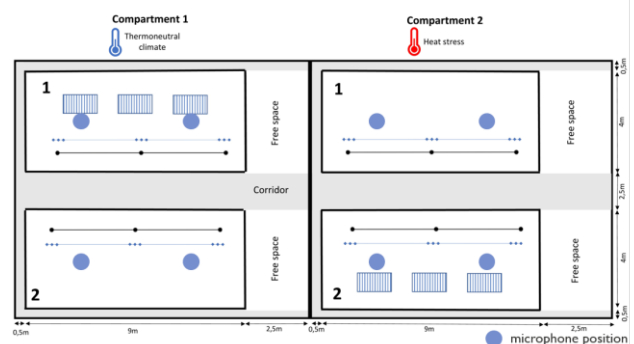 Compartment 1
Compartment 2
Thermoneutral
climate
Heat stress
0,5m
1
Free space
1
Free space
4m
Corridor
2,5m
2
Free space
2
Free space
4m
0,5m
0,5m
9m
2,5m
0,5m
9m
2,5m
microphone position